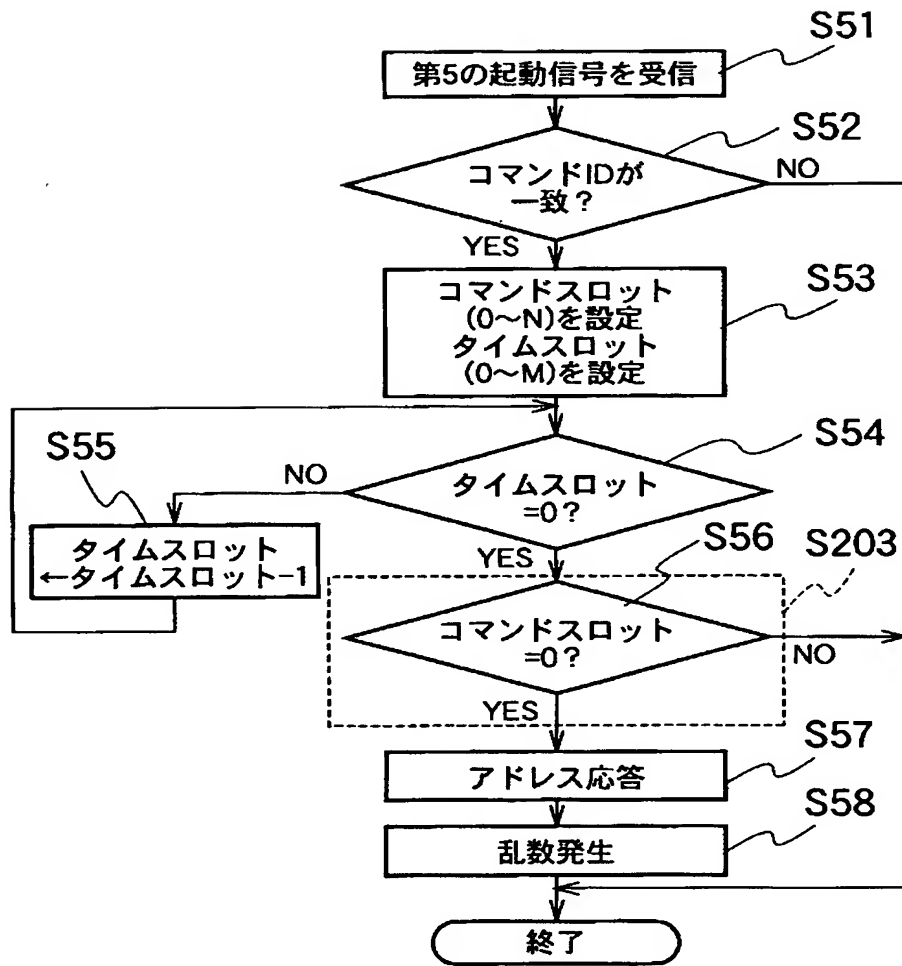 S51
第5の起動信号を受信
S52
コマンドIDが
一致?
NO
YES
S53
コマンドスロット
(0～N)を設定
タイムスロット
(0～M)を設定
S54
S55
NO
タイムスロット
=0?
タイムスロット
←タイムスロット-1
YES
S56
S203
コマンドスロット
=0?
NO
YES
S57
アドレス応答
S58
乱数発生
終了